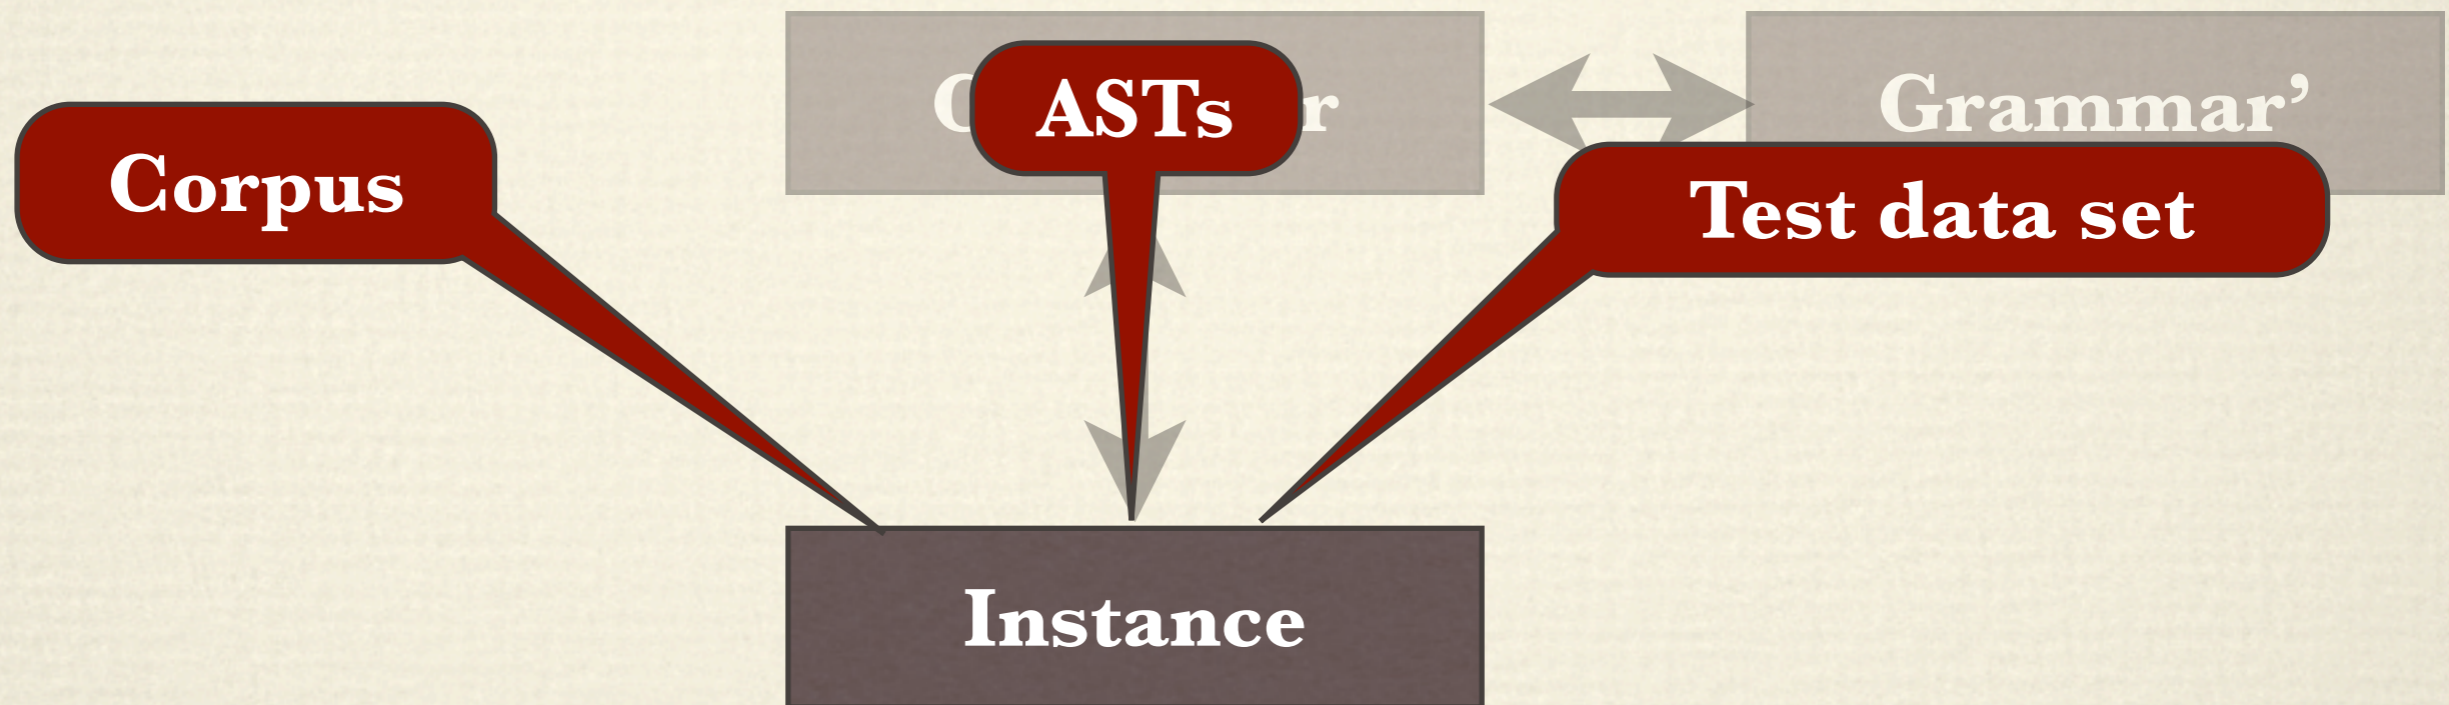 ASTs
Grammar’
Corpus
Test data set
Instance